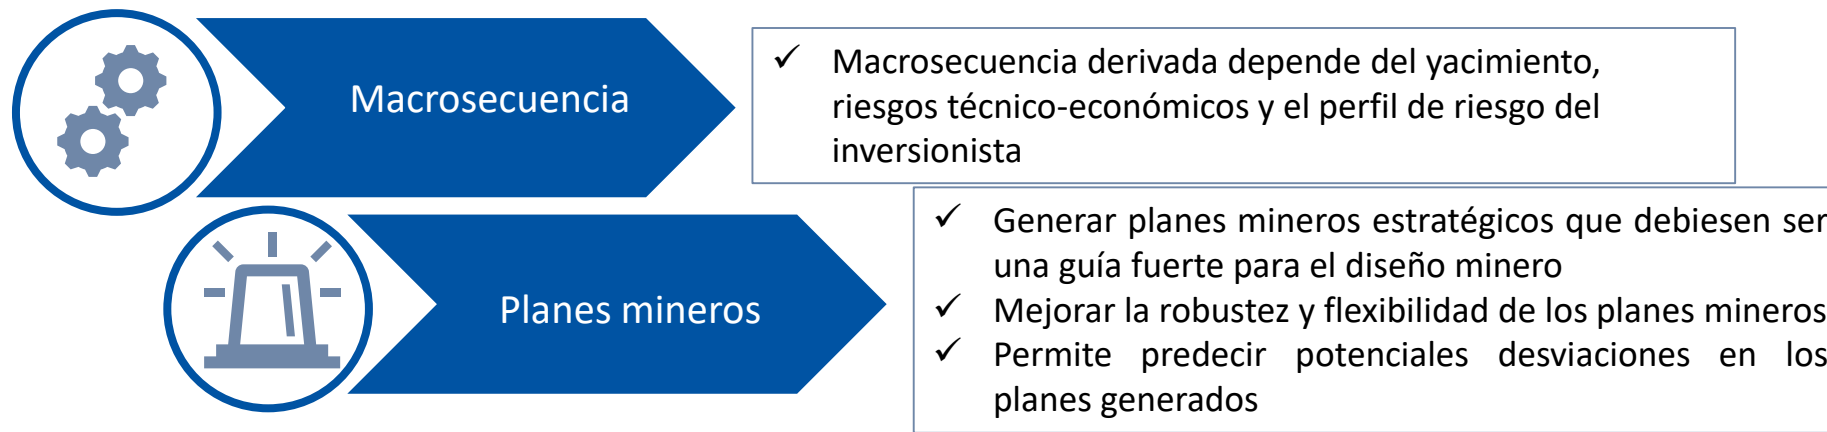 Macrosecuencia
✓ Macrosecuencia derivada depende del yacimiento,
riesgos técnico-económicos y el perfil de riesgo del
inversionista
Planes mineros
✓ Generar planes mineros estratégicos que debiesen ser
una guía fuerte para el diseño minero
✓ Mejorar la robustez y flexibilidad de los planes mineros
✓ Permite predecir potenciales desviaciones en los
planes generados